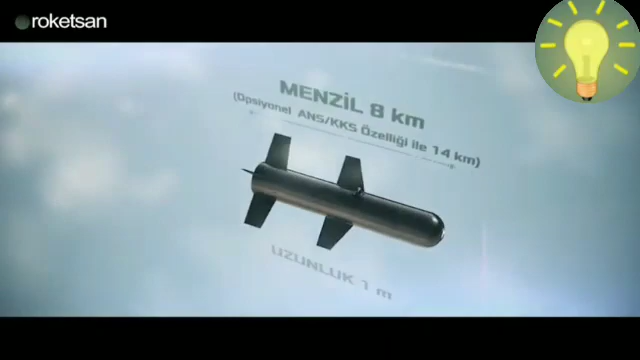 roketsan
MENZİL 8 km
(Opsiyonel ANS/KKS Özelliği ile 14 km)
UZUNLUK 1 m